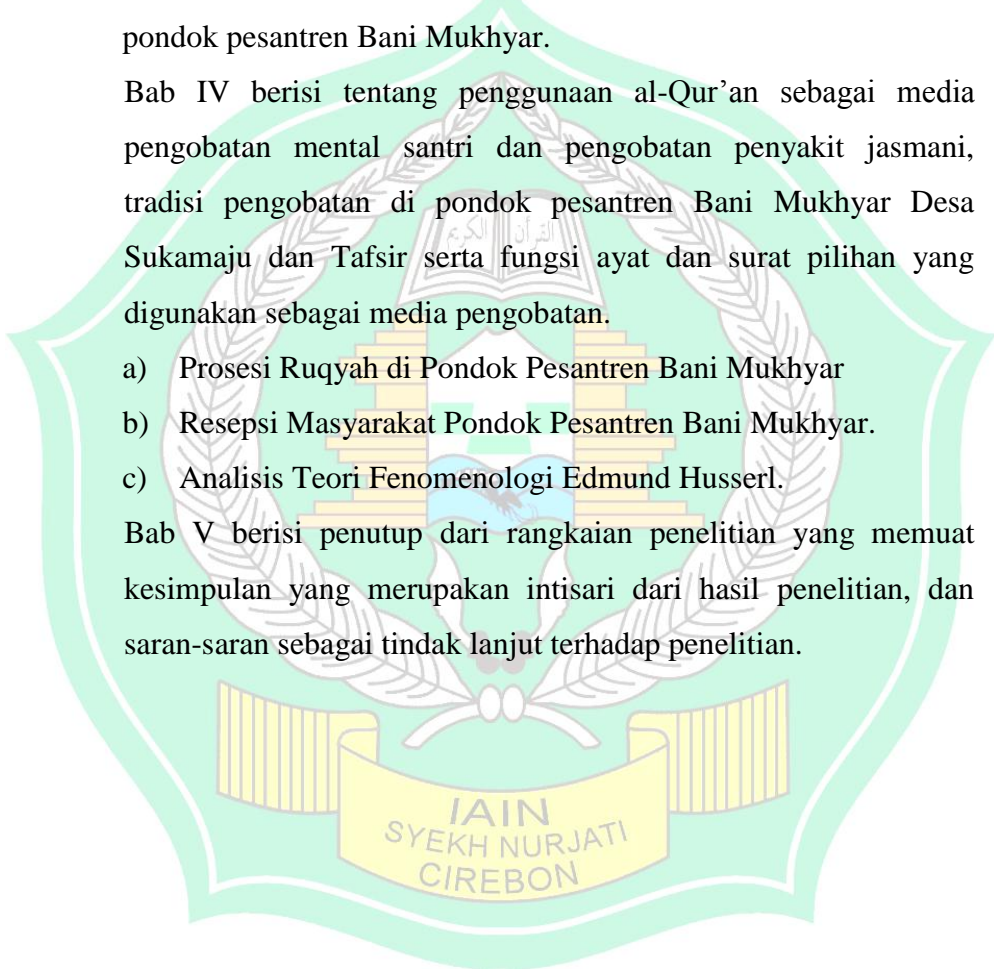 pondok pesantren Bani Mukhyar.
Bab IV berisi tentang penggunaan al-Qur’an sebagai media
pengobatan mental santri dan pengobatan penyakit jasmani,
tradisi pengobatan di pondok pesantren Bani Mukhyar Desa
Sukamaju dan Tafsir serta fungsi ayat dan surat pilihan yang
digunakan sebagai media pengobatan.
a) Prosesi Ruqyah di Pondok Pesantren Bani Mukhyar
b) Resepsi Masyarakat Pondok Pesantren Bani Mukhyar.
c) Analisis Teori Fenomenologi Edmund Husserl.
Bab V berisi penutup dari rangkaian penelitian yang memuat
kesimpulan yang merupakan intisari dari hasil penelitian, dan
saran-saran sebagai tindak lanjut terhadap penelitian.
القرآن الكريم
IAIN
SYEKH NURJATI
CIREBON